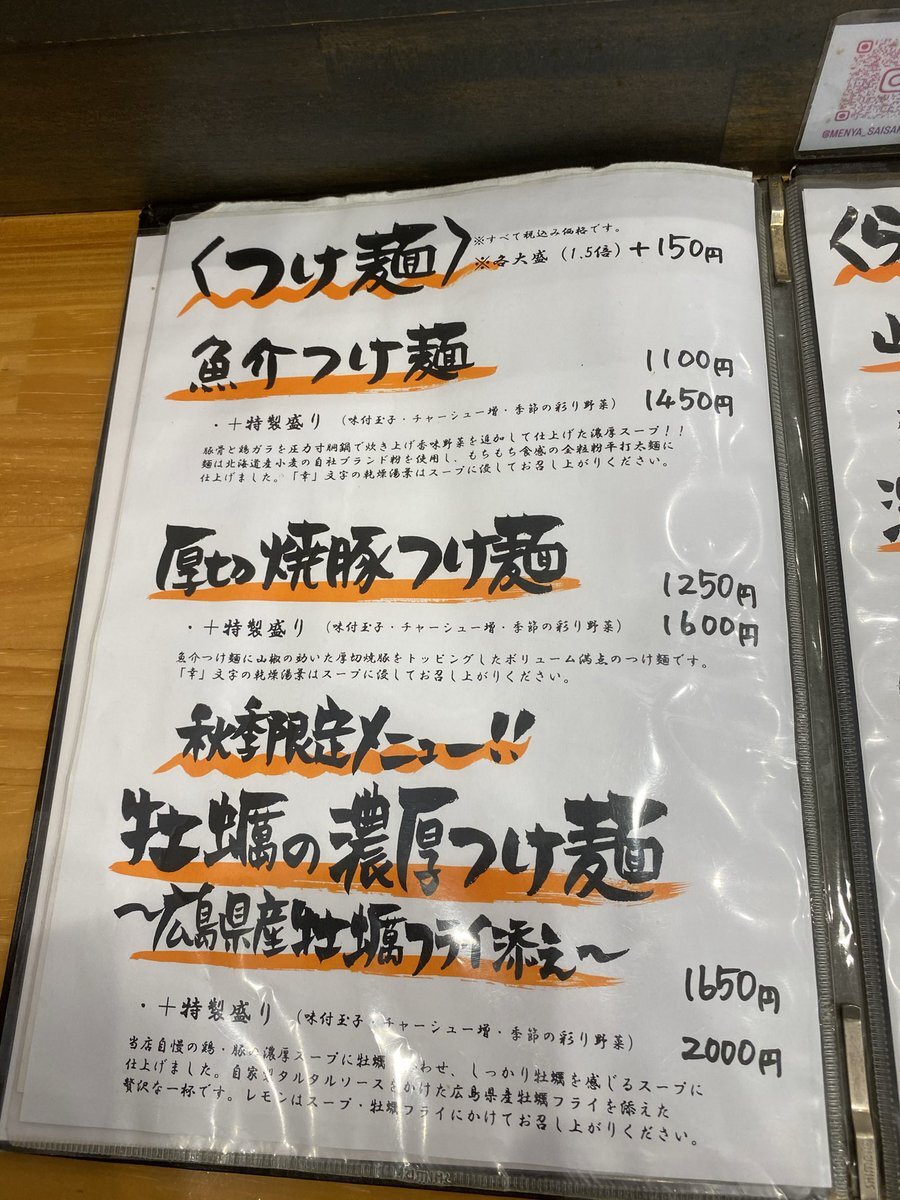 @MENYA_SAISA
〈つけ麺〉
※すべて税込み価格です。
※各大盛（1.5倍）＋150円
魚介つけ麺 1100円
・＋特製盛り（味付玉子・チャーシュー増・季節の彩り野菜） 1450円
豚骨と鶏ガラを圧力寸胴鍋で炊き上げ香味野菜を追加して仕上げた濃厚スープ！！
麺は北海道産小麦の自社ブランド粉を使用し、もちもち食感の全粒粉平打太麺に
仕上げました。「幸」文字の乾燥湯葉はスープに浸してお召し上がりください。
厚切り焼豚つけ麺 1250円
・＋特製盛り（味付玉子・チャーシュー増・季節の彩り野菜） 1600円
魚介つけ麺に山椒の効いた厚切焼豚をトッピングしたボリューム満点のつけ麺です。
「幸」文字の乾燥湯葉はスープに浸してお召し上がりください。
秋季限定メニュー!!
牡蠣の濃厚つけ麺
〜広島県産牡蠣フライ添え〜
1650円
・＋特製盛り（味付玉子・チャーシュー増・季節の彩り野菜） 2000円
当店自慢の鶏・豚の濃厚スープに牡蠣 わせ、しっかり牡蠣を感じるスープに
仕上げました。自家 タルタルソースをかけた広島県産牡蠣フライを添えた
贅沢な一杯です。レモンはスープ・牡蠣フライにかけてお召し上がりください。
〈ら